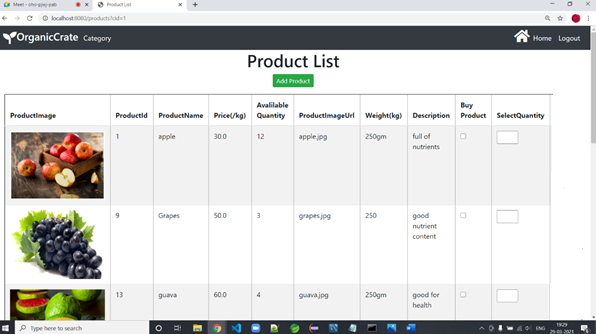 Meet - oho-pjxp-pab
Product List
localhost:8080/products?cid=1
OrganicCrate Category Home Logout
Product List
Add Product
ProductImage ProductId ProductName Price(/kg) Avalilable Quantity ProductImageUrl Weight(kg) Description Buy Product SelectQuantity
1 apple 30.0 12 apple.jpg 250gm full of nutrients
9 Grapes 50.0 3 grapes.jpg 250 good nutrient content
13 guava 60.0 4 guava.jpg 250gm good for health
Type here to search
ENG
19:29
29-03-2021